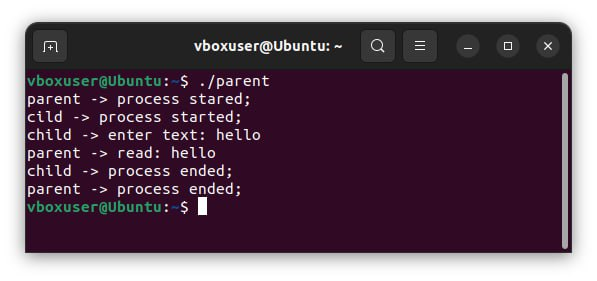 vboxuser@Ubuntu: ~
vboxuser@Ubuntu:~$ ./parent
parent -> process stared;
cild -> process started;
child -> enter text: hello
parent -> read: hello
child -> process ended;
parent -> process ended;
vboxuser@Ubuntu:~$